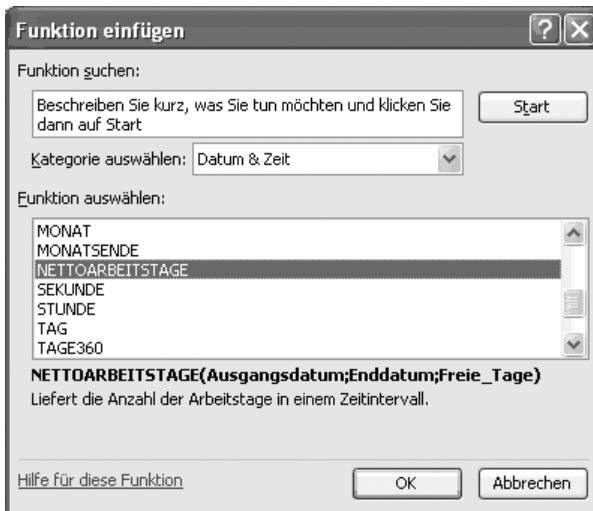 Funktion einfügen
Funktion suchen:
Beschreiben Sie kurz, was Sie tun möchten und klicken Sie
dann auf Start
Start
Kategorie auswählen: Datum & Zeit
Funktion auswählen:
MONAT
MONATSENDE
NETTOARBEITSTAGE
SEKUNDE
STUNDE
TAG
TAGE360
NETTOARBEITSTAGE(Ausgangsdatum;Enddatum;Freie_Tage)
Liefert die Anzahl der Arbeitstage in einem Zeitintervall.
Hilfe für diese Funktion
OK
Abbrechen